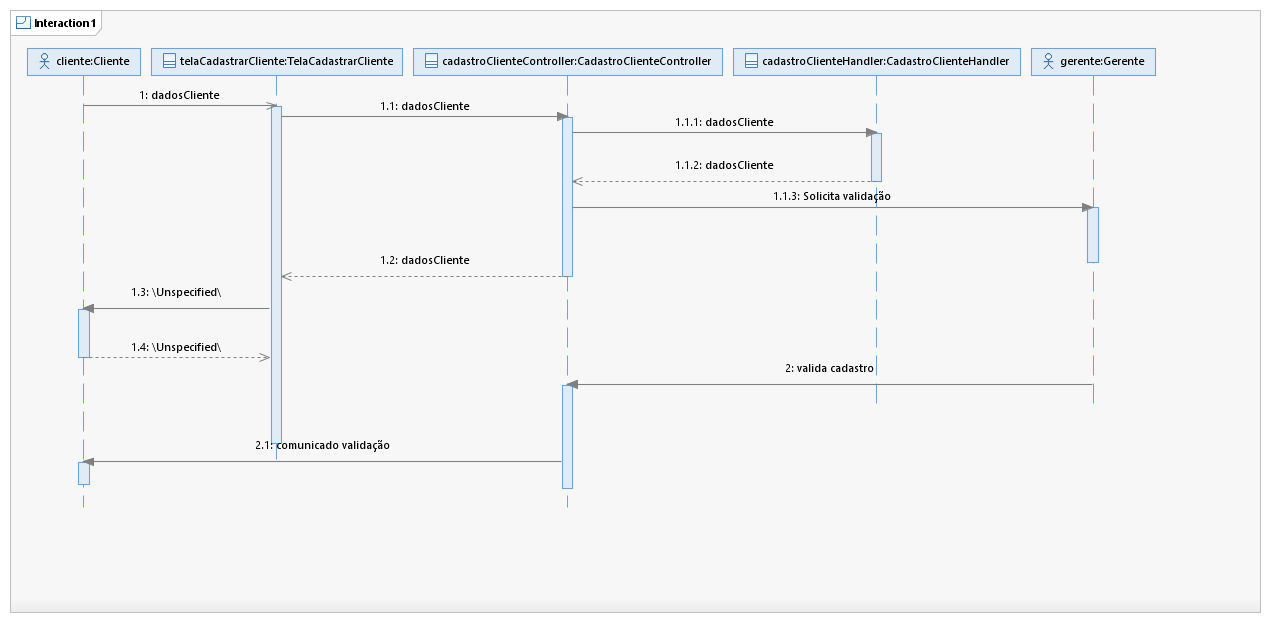 Interaction1
cliente:Cliente
telaCadastrarCliente:TelaCadastrarCliente
cadastroClienteController:CadastroClienteController
cadastroClienteHandler:CadastroClienteHandler
gerente:Gerente
1: dadosCliente
1.1: dadosCliente
1.1.1: dadosCliente
1.1.2: dadosCliente
1.1.3: Solicita validação
1.2: dadosCliente
1.3: \Unspecified\
1.4: \Unspecified\
2: valida cadastro
2.1: comunicado validação